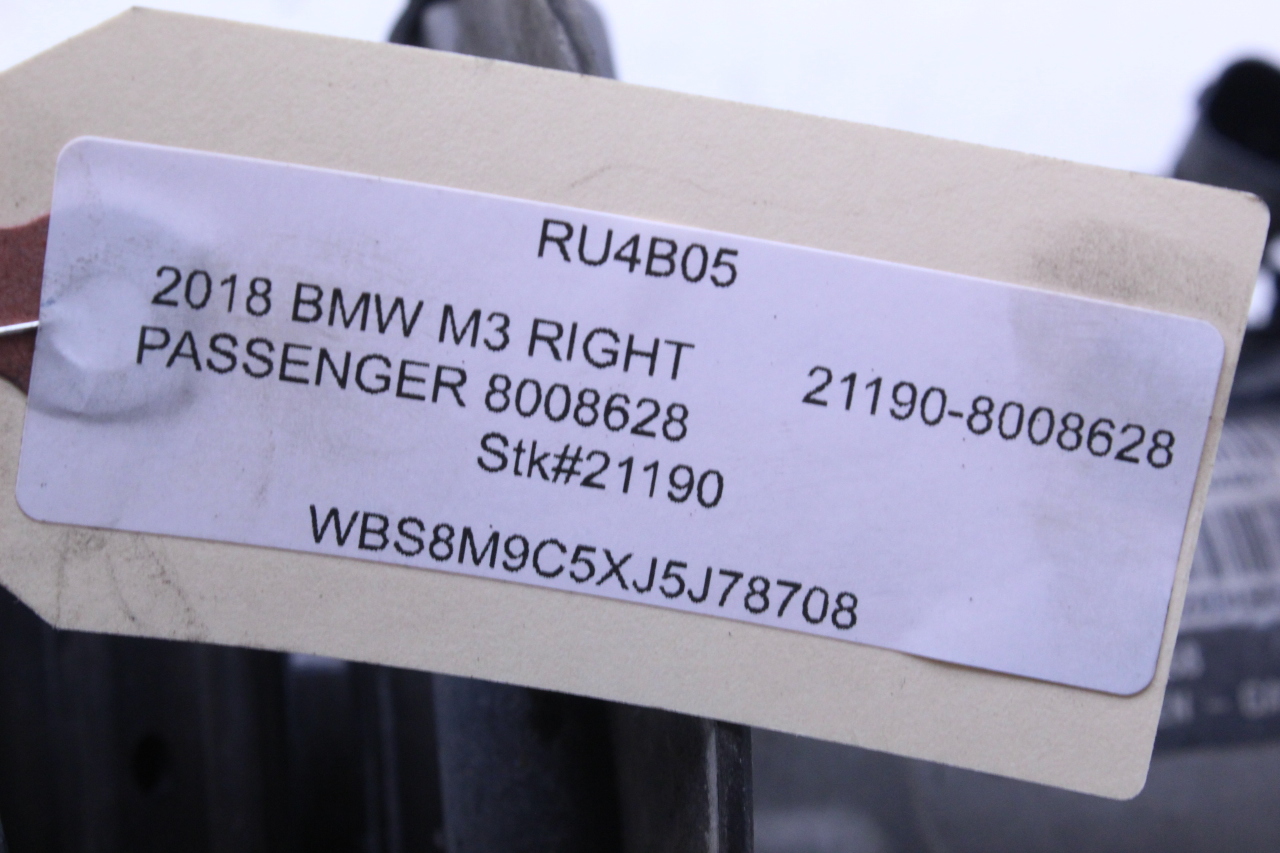 RU4B05
2018 BMW M3 RIGHT
PASSENGER 8008628
21190-8008628
Stk#21190
WBS8M9C5XJ5J78708